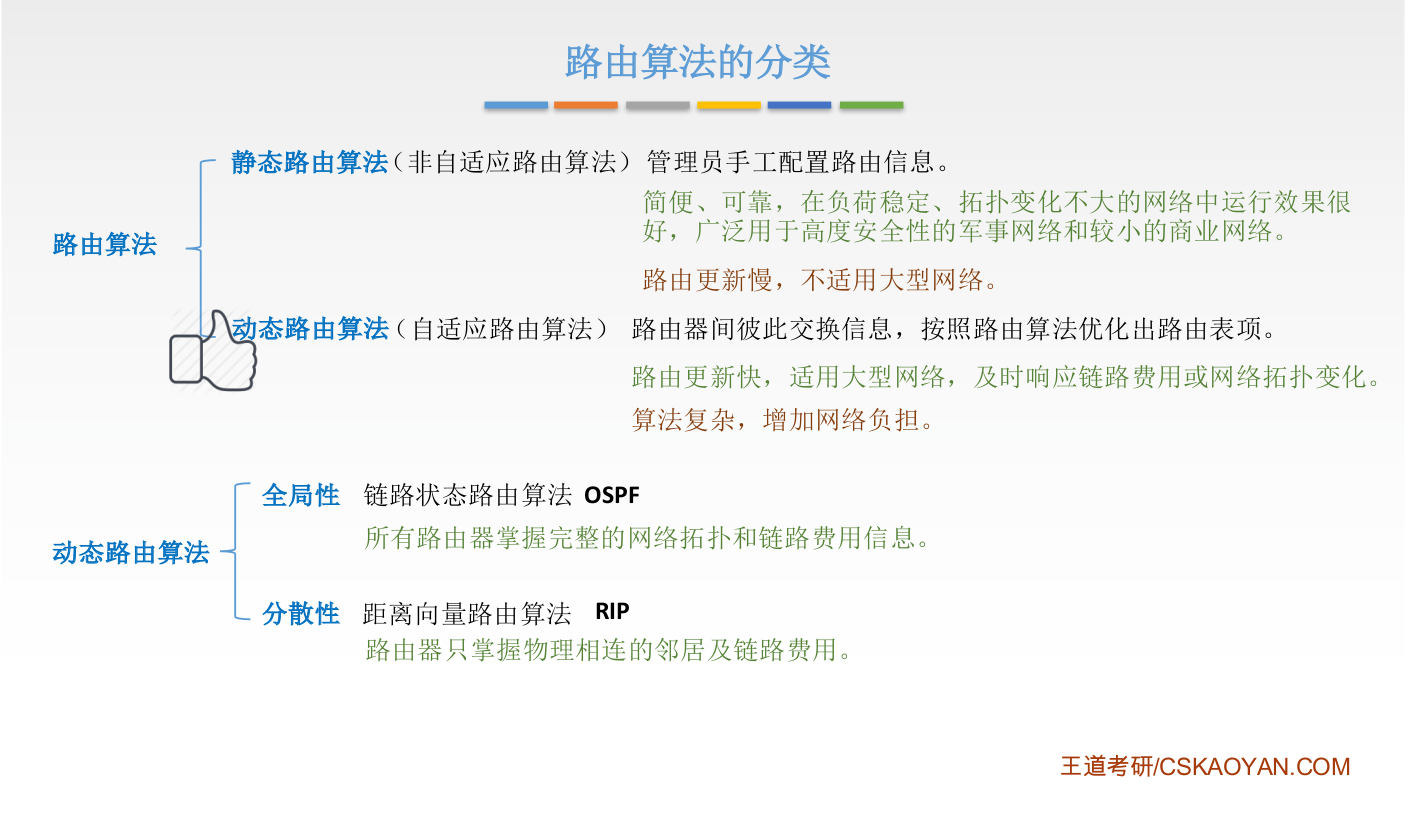 路由算法的分类
静态路由算法（非自适应路由算法）管理员手工配置路由信息。
简便、可靠，在负荷稳定、拓扑变化不大的网络中运行效果很
好，广泛用于高度安全性的军事网络和较小的商业网络。
路由算法
路由更新慢，不适用大型网络。
动态路由算法（自适应路由算法） 路由器间彼此交换信息，按照路由算法优化出路由表项。
路由更新快，适用大型网络，及时响应链路费用或网络拓扑变化。
算法复杂，增加网络负担。
全局性 链路状态路由算法 OSPF
所有路由器掌握完整的网络拓扑和链路费用信息。
动态路由算法
分散性 距离向量路由算法 RIP
路由器只掌握物理相连的邻居及链路费用。
王道考研/CSKAOYAN.COM